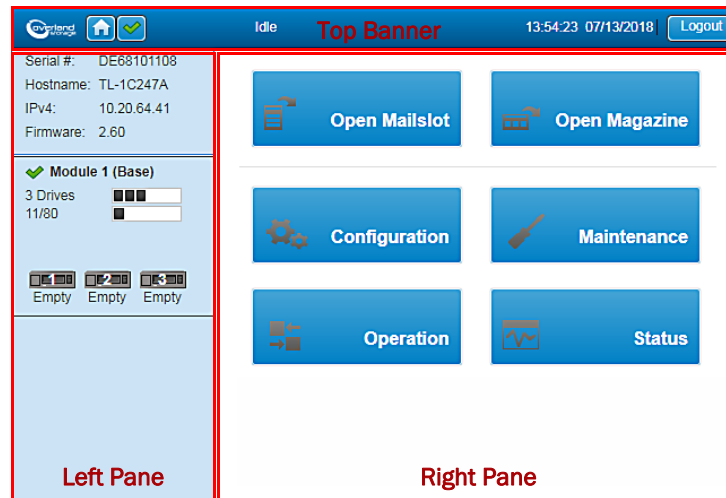 overland storage
Idle
Top Banner
13:54:23 07/13/2018
Logout
Serial #: DE68101108
Hostname: TL-1C247A
IPv4: 10.20.64.41
Firmware: 2.60
Module 1 (Base)
3 Drives
11/80
1 2 3
Empty Empty Empty
Left Pane
Open Mailslot
Open Magazine
Configuration
Maintenance
Operation
Status
Right Pane